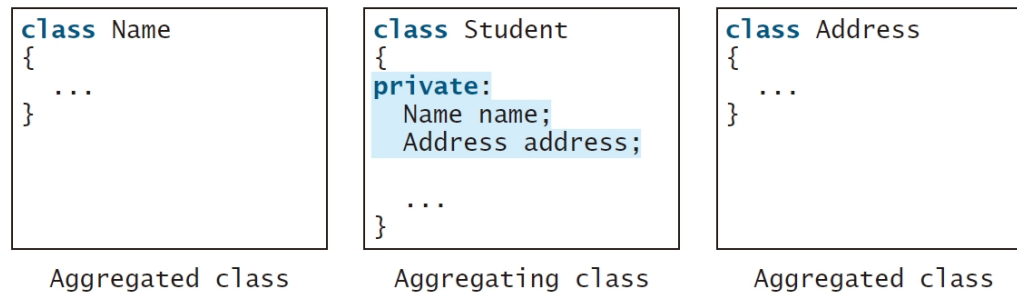 class Name
{
...
}
Aggregated class
class Student
{
private:
Name name;
Address address;
...
}
Aggregating class
class Address
{
...
}
Aggregated class